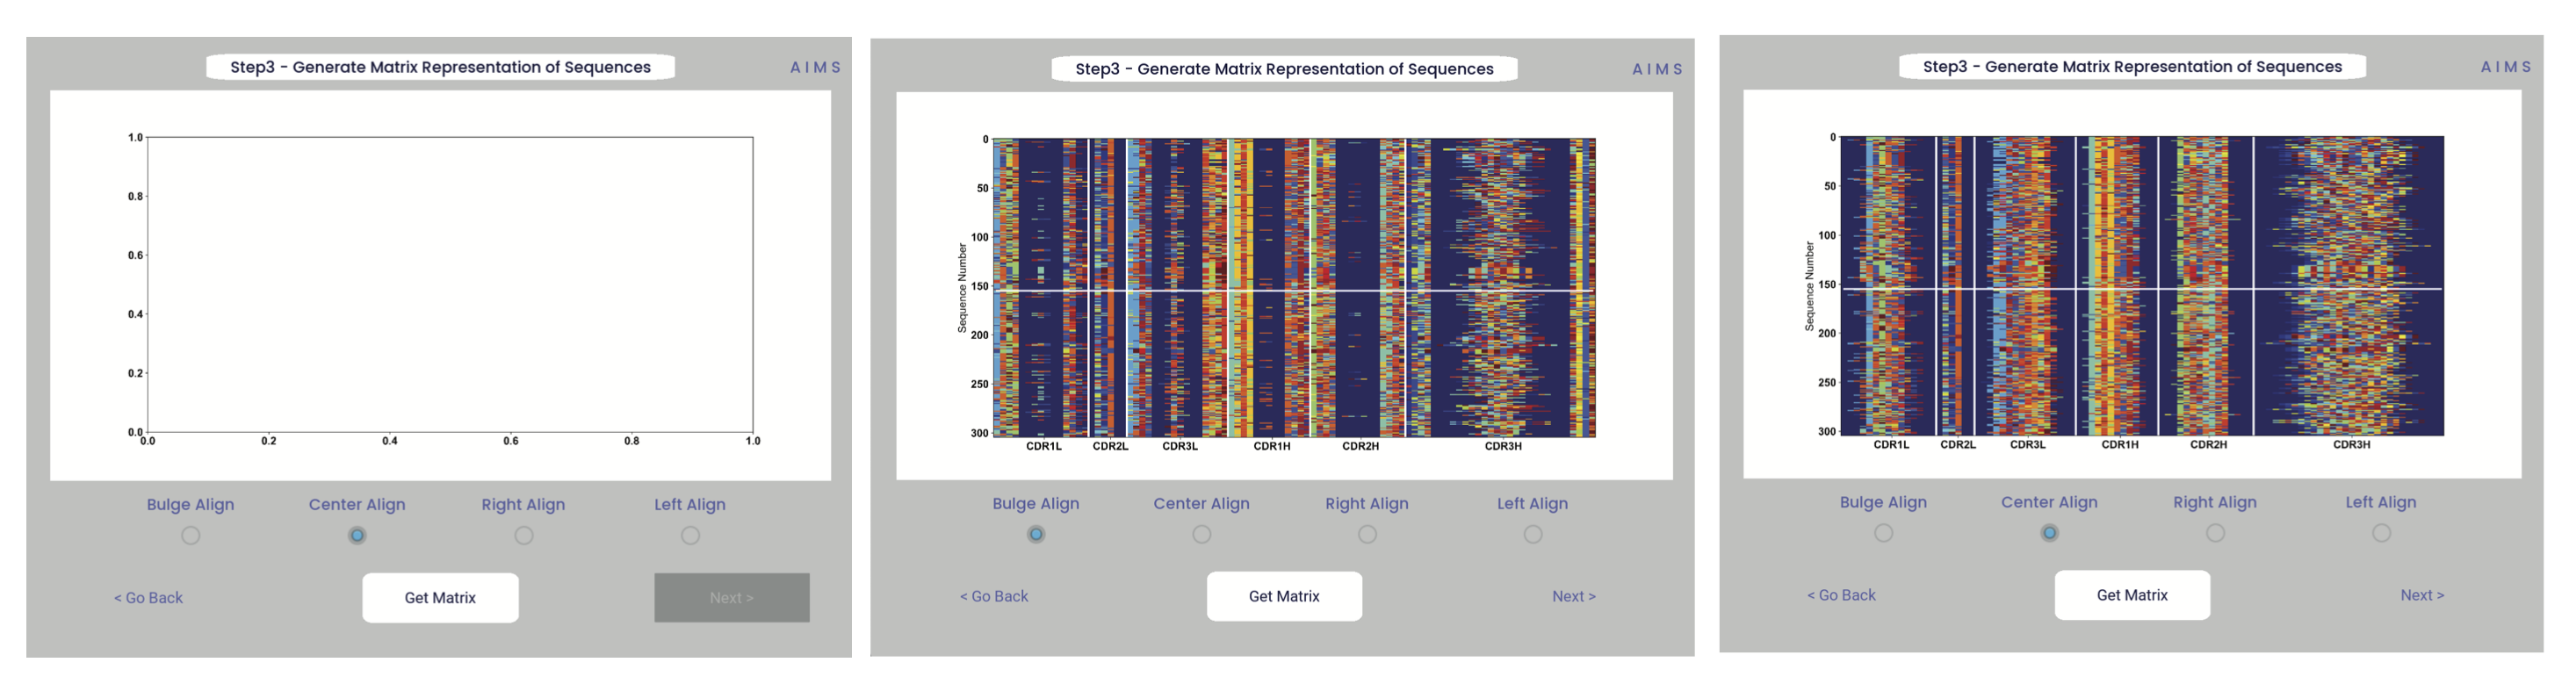 Step3 - Generate Matrix Representation of Sequences
A I M S
1.0
0.8
0.6
0.4
0.2
0.0
0.0 0.2 0.4 0.6 0.8 1.0
Bulge Align Center Align Right Align Left Align
< Go Back Get Matrix Next >
Step3 - Generate Matrix Representation of Sequences
A I M S
Sequence Number
0
50
100
150
200
250
300
CDR1L CDR2L CDR3L CDR1H CDR2H CDR3H
Bulge Align Center Align Right Align Left Align
< Go Back Get Matrix Next >
Step3 - Generate Matrix Representation of Sequences
A I M S
Sequence Number
0
50
100
150
200
250
300
CDR1L CDR2L CDR3L CDR1H CDR2H CDR3H
Bulge Align Center Align Right Align Left Align
< Go Back Get Matrix Next >